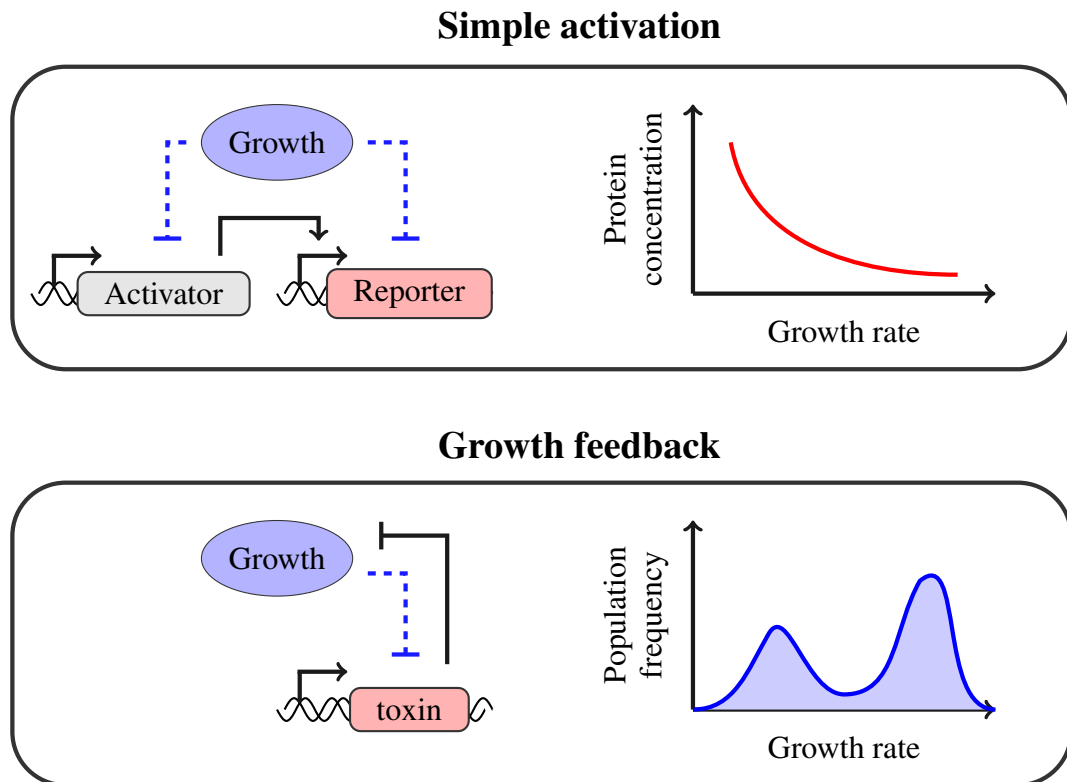 Simple activation
Growth
Activator
Reporter
Protein
concentration
Growth rate
Growth feedback
Growth
toxin
Population
frequency
Growth rate